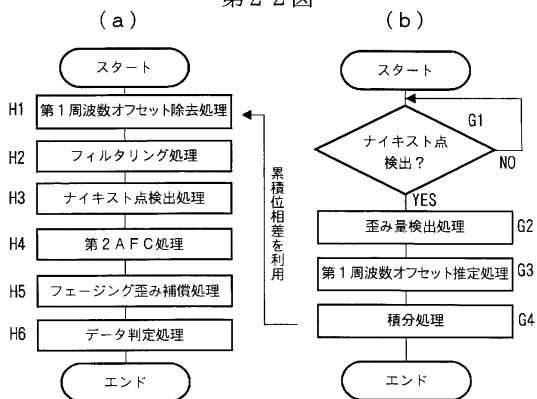 第22図
(a)
スタート
H1 第1周波数オフセット除去処理
H2 フィルタリング処理
H3 ナイキスト点検出処理
H4 第2AFC処理
H5 フェージング歪み補償処理
H6 データ判定処理
エンド
累積位相差を利用
(b)
スタート
G1
ナイキスト点
検出?
NO
YES
歪み量検出処理 G2
第1周波数オフセット推定処理 G3
積分処理 G4
エンド